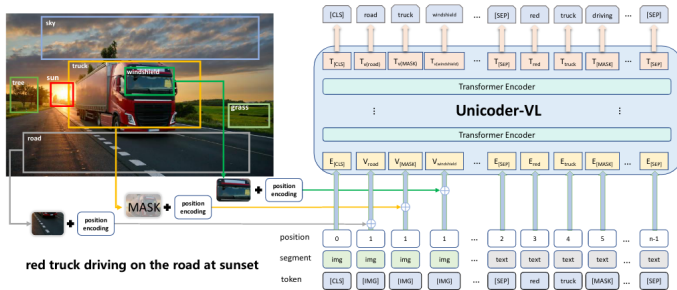 sky
truck
windshield
tree
sun
grass
road
MASK
position encoding
position encoding
position encoding
red truck driving on the road at sunset
[CLS] road truck windshield ... [SEP] red truck driving ... [SEP]
T[CLS] Tv(road) Tv(MASK) Tv(windshield) ... T[SEP] Tred Ttruck T[MASK] ... T[SEP]
Transformer Encoder
Unicoder-VL
Transformer Encoder
E[CLS] Vroad V[MASK] Vwindshield ... E[SEP] Ered Etruck E[MASK] ... E[SEP]
position 0 1 1 1 ... 2 3 4 5 ... n-1
segment img img img img ... text text text text ... text
token [CLS] [IMG] [IMG] [IMG] ... [SEP] red truck [MASK] ... [SEP]